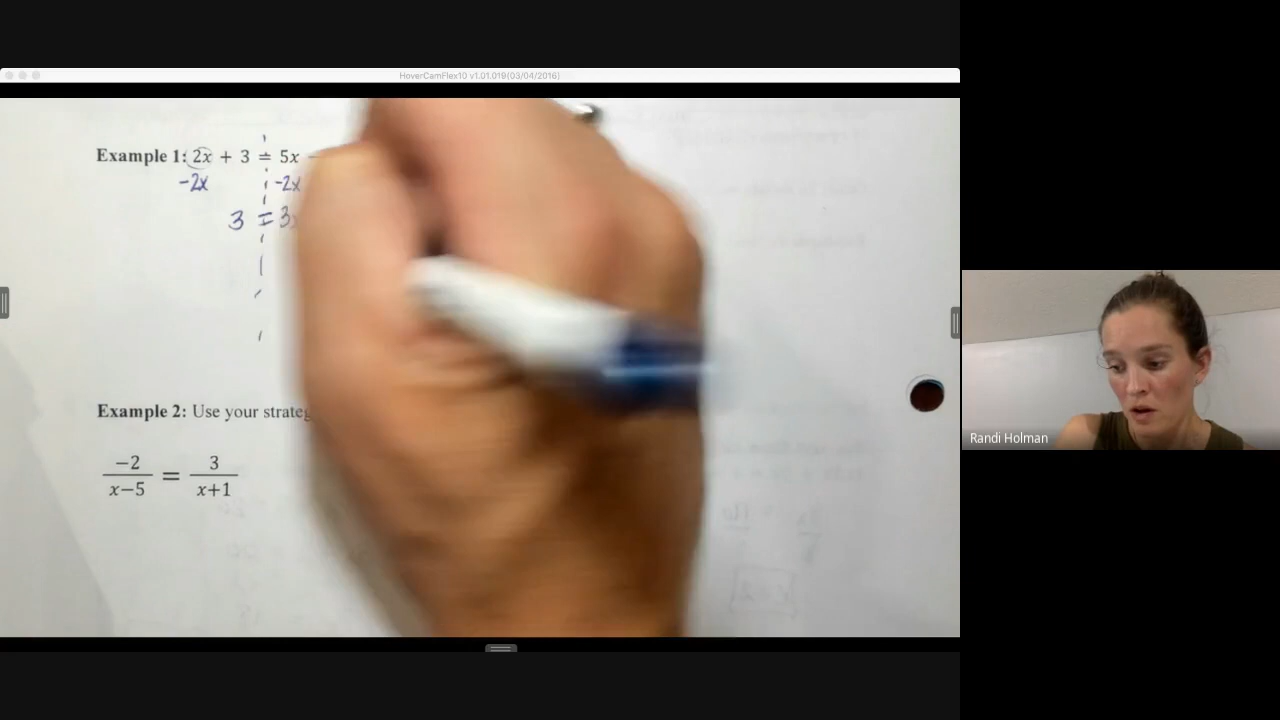 HoverCamFlex10 v1.01.019(03/04/2016)
Example 1: 2x + 3 = 5x -
-2x -2x
3 = 3x
Example 2: Use your strateg
-2 / x-5 = 3 / x+1
Randi Holman